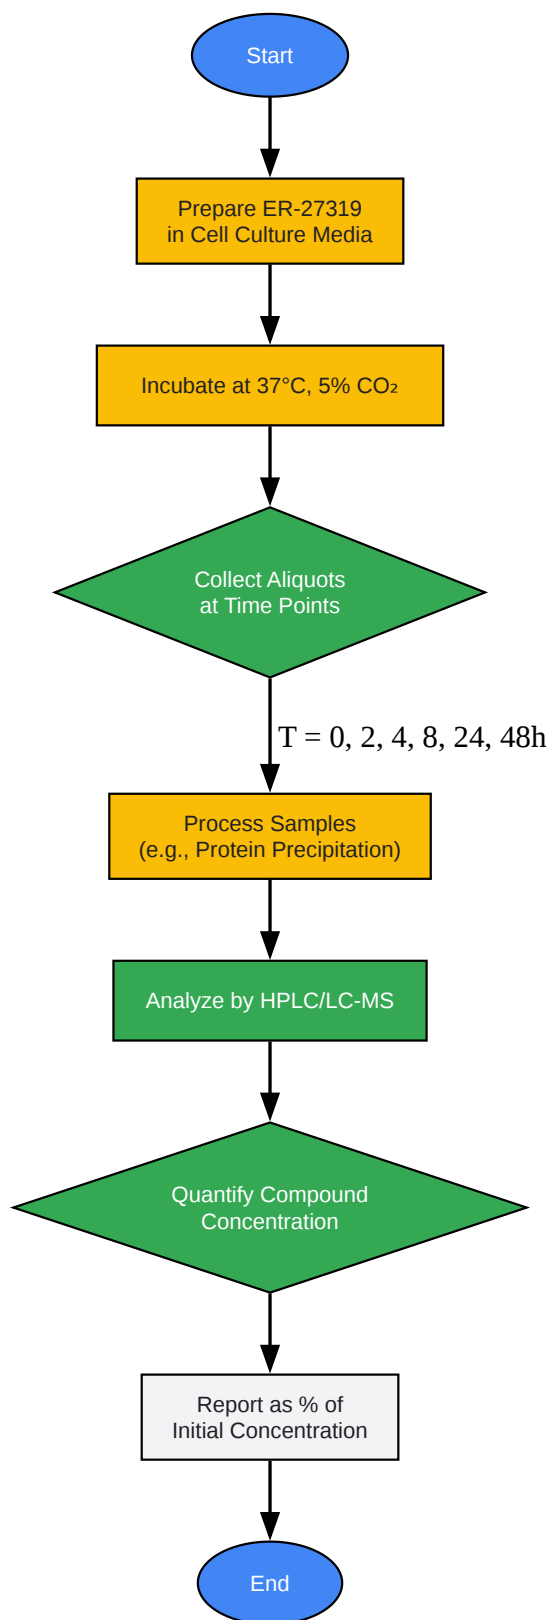 Start
Prepare ER-27319
in Cell Culture Media
Incubate at 37°C, 5% CO₂
Collect Aliquots
at Time Points
T = 0, 2, 4, 8, 24, 48h
Process Samples
(e.g., Protein Precipitation)
Analyze by HPLC/LC-MS
Quantify Compound
Concentration
Report as % of
Initial Concentration
End